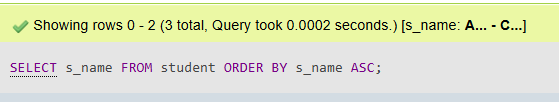 Showing rows 0 - 2 (3 total, Query took 0.0002 seconds.) [s_name: A... - C...]
SELECT s_name FROM student ORDER BY s_name ASC;